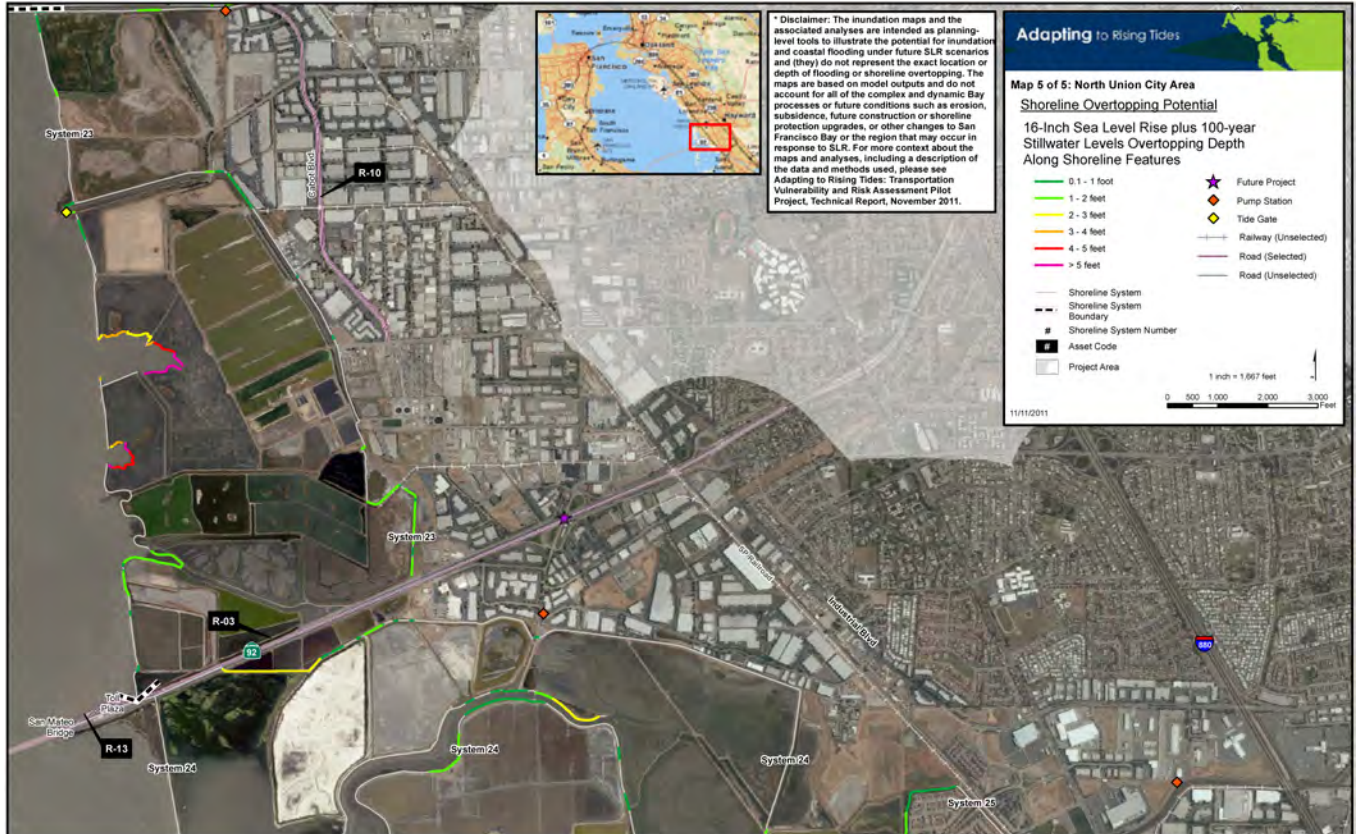 * Disclaimer: The inundation maps and the
associated analyses are intended as planning-
level tools to illustrate the potential for inundation
and coastal flooding under future SLR scenarios
and (they) do not represent the exact location or
depth of flooding or shoreline overtopping. The
maps are based on model outputs and do not
account for all of the complex and dynamic Bay
processes or future conditions such as erosion,
subsidence, future construction or shoreline
protection upgrades, or other changes to San
Francisco Bay or the region that may occur in
response to SLR. For more context about the
maps and analyses, including a description of
the data and methods used, please see
Adapting to Rising Tides: Transportation
Vulnerability and Risk Assessment Pilot
Project, Technical Report, November 2011.
Adapting to Rising Tides
Map 5 of 5: North Union City Area
Shoreline Overtopping Potential
16-Inch Sea Level Rise plus 100-year
Stillwater Levels Overtopping Depth
Along Shoreline Features
0.1 - 1 foot
1 - 2 feet
2 - 3 feet
3 - 4 feet
4 - 5 feet
> 5 feet
Shoreline System
Shoreline System
Boundary
# Shoreline System Number
# Asset Code
Project Area
Future Project
Pump Station
Tide Gate
Railway (Unselected)
Road (Selected)
Road (Unselected)
1 inch = 1,667 feet
0 500 1,000 2,000 3,000
Feet
11/11/2011
System 23
Cabot Blvd
R-10
System 23
SP Railroad
Industrial Blvd
R-03
92
880
Toll
Plaza
San Mateo
Bridge
R-13
System 24
System 24
System 24
System 25
Oakland
San
Francisco
Hayward